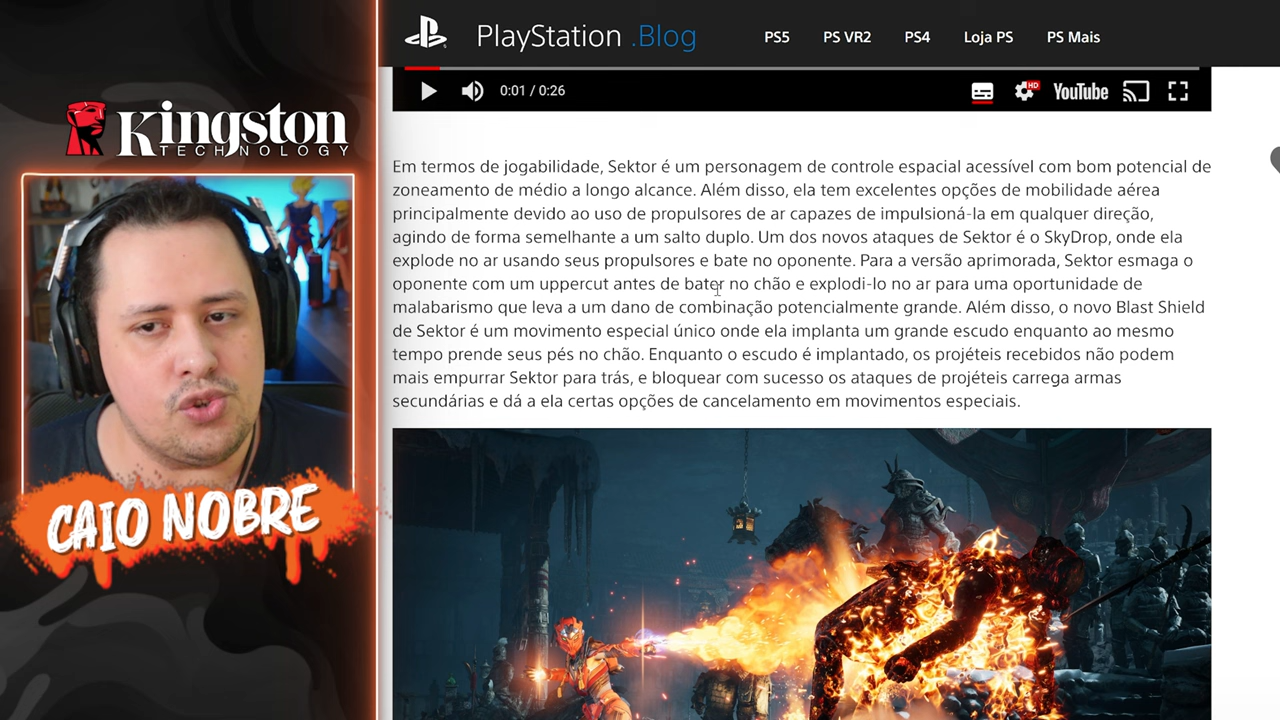 PlayStation .Blog
PS5 PS VR2 PS4 Loja PS PS Mais
0:01 / 0:26
HD
YouTube
Kingston
TECHNOLOGY
Em termos de jogabilidade, Sektor é um personagem de controle espacial acessível com bom potencial de
zoneamento de médio a longo alcance. Além disso, ela tem excelentes opções de mobilidade aérea
principalmente devido ao uso de propulsores de ar capazes de impulsioná-la em qualquer direção,
agindo de forma semelhante a um salto duplo. Um dos novos ataques de Sektor é o SkyDrop, onde ela
explode no ar usando seus propulsores e bate no oponente. Para a versão aprimorada, Sektor esmaga o
oponente com um uppercut antes de bater no chão e explodi-lo no ar para uma oportunidade de
malabarismo que leva a um dano de combinação potencialmente grande. Além disso, o novo Blast Shield
de Sektor é um movimento especial único onde ela implanta um grande escudo enquanto ao mesmo
tempo prende seus pés no chão. Enquanto o escudo é implantado, os projéteis recebidos não podem
mais empurrar Sektor para trás, e bloquear com sucesso os ataques de projéteis carrega armas
secundárias e dá a ela certas opções de cancelamento em movimentos especiais.
CAIO NOBRE